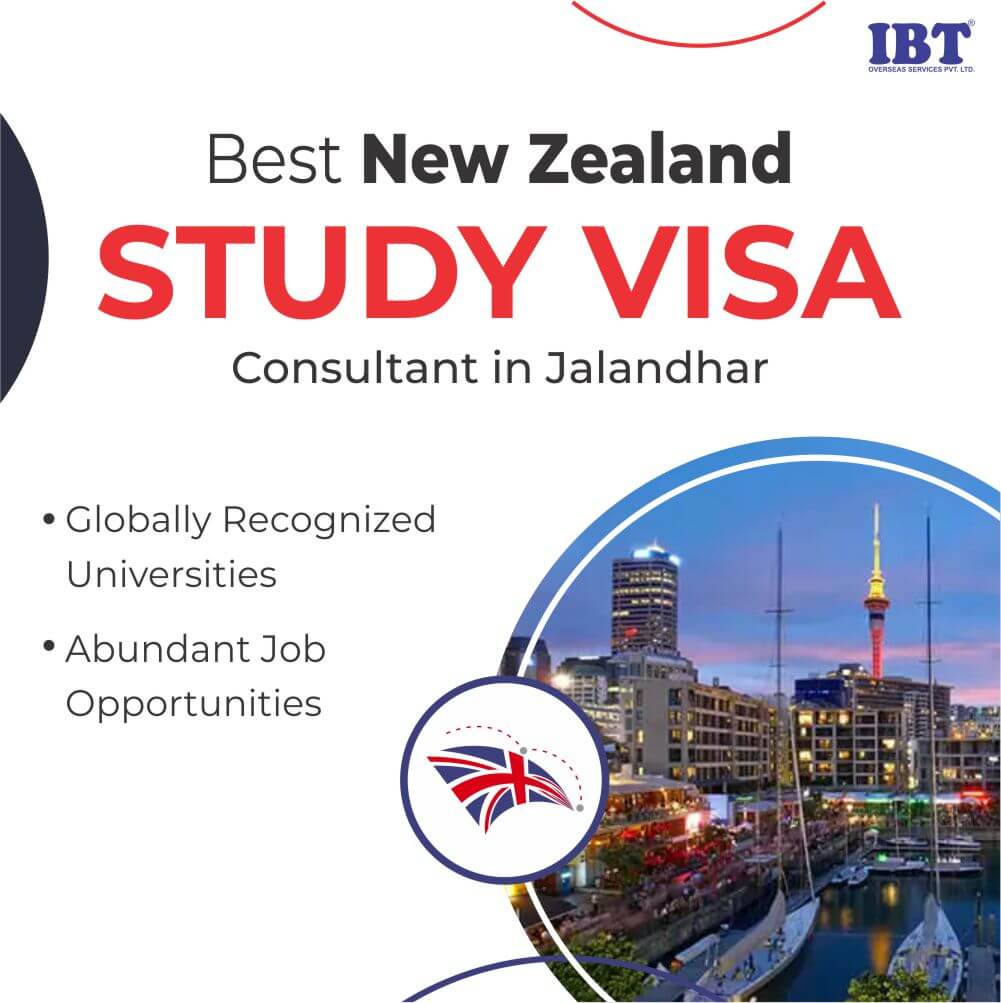 IBT®
OVERSEAS SERVICES PVT. LTD.
Best New Zealand
STUDY VISA
Consultant in Jalandhar
• Globally Recognized
Universities
• Abundant Job
Opportunities